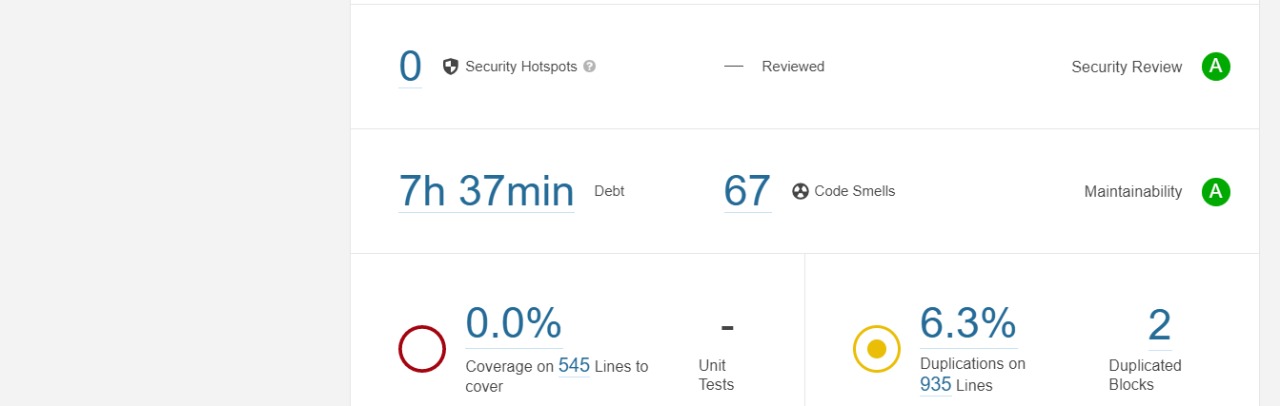 0 Security Hotspots ? — Reviewed Security Review A
7h 37min Debt 67 Code Smells Maintainability A
0.0%
Coverage on 545 Lines to
cover
-
Unit
Tests
6.3%
Duplications on
935 Lines
2
Duplicated
Blocks